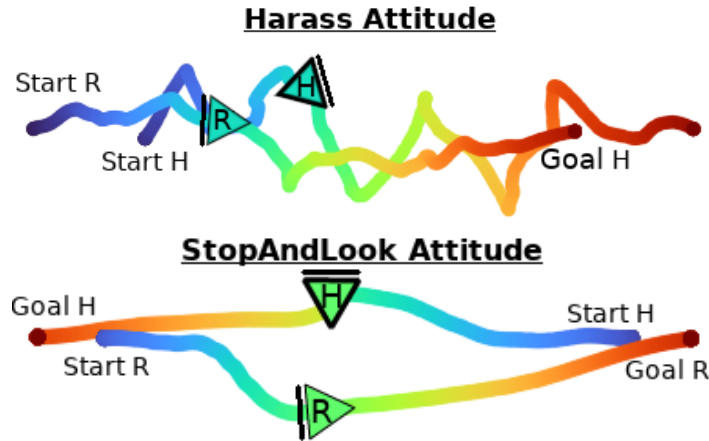 Harass Attitude
Start R
H
R
Start H
Goal H
StopAndLook Attitude
Goal H
H
Start H
Start R
Goal R
R